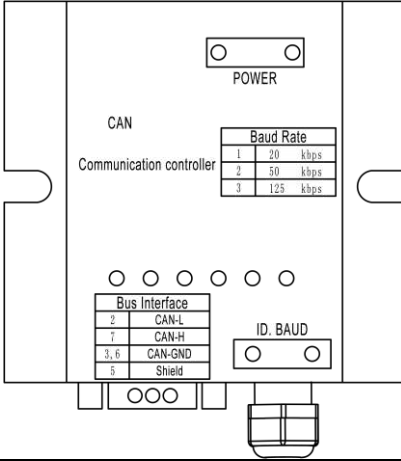 POWER
CAN
Communication controller
Baud Rate
1 20 kbps
2 50 kbps
3 125 kbps
Bus Interface
2 CAN-L
7 CAN-H
3,6 CAN-GND
5 Shield
ID. BAUD